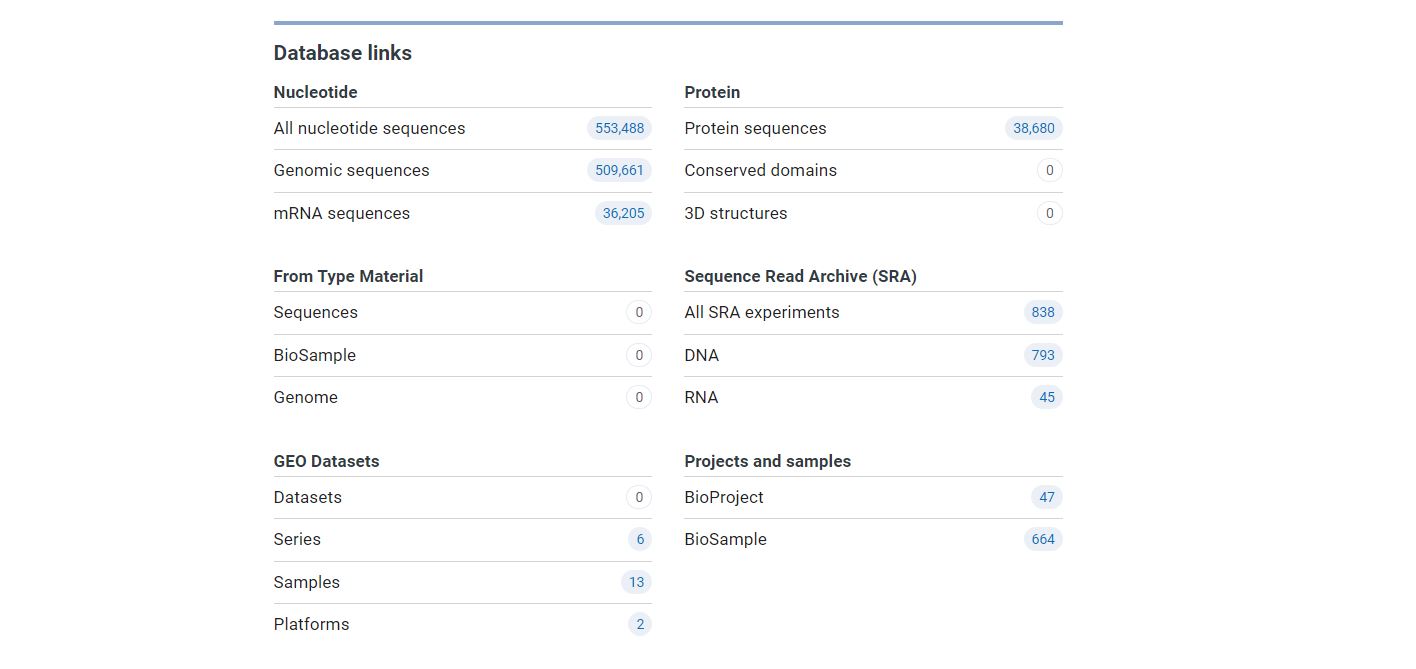 Database links
Nucleotide
All nucleotide sequences 553,488
Genomic sequences 509,661
mRNA sequences 36,205
Protein
Protein sequences 38,680
Conserved domains 0
3D structures 0
From Type Material
Sequences 0
BioSample 0
Genome 0
Sequence Read Archive (SRA)
All SRA experiments 838
DNA 793
RNA 45
GEO Datasets
Datasets 0
Series 6
Samples 13
Platforms 2
Projects and samples
BioProject 47
BioSample 664